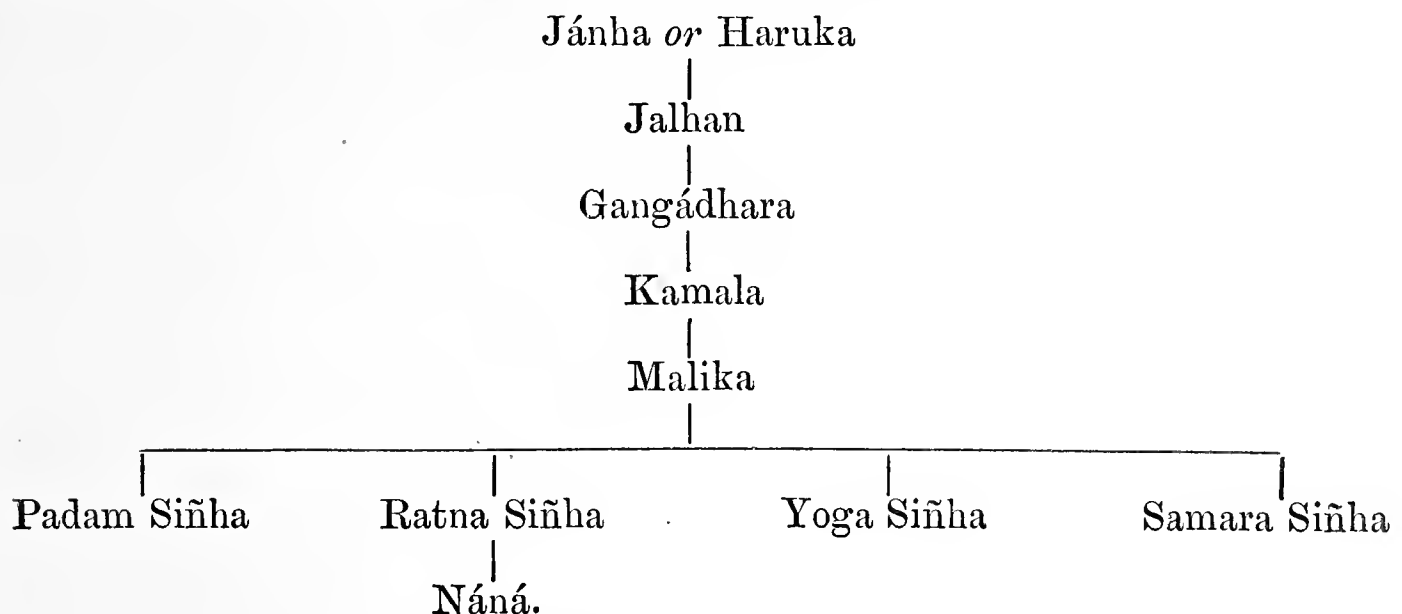 Jánha or Haruka
Jalhan
Gangádhara
Kamala
Malika
Padam Siñha Ratna Siñha Yoga Siñha Samara Siñha
Náná.